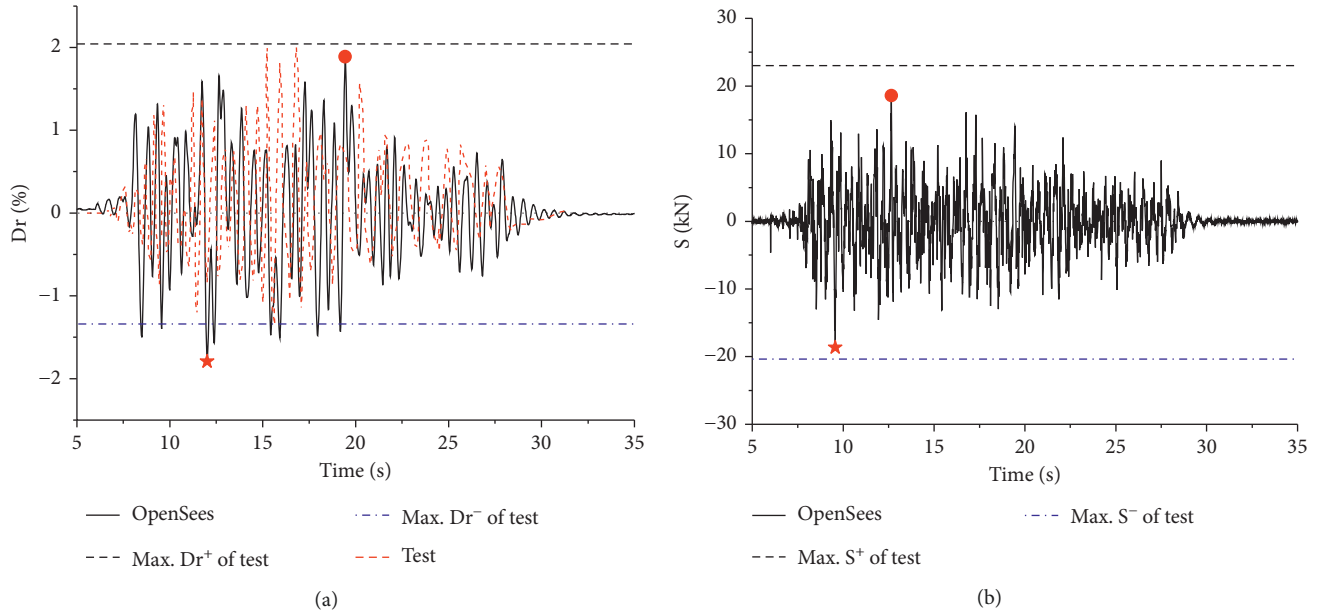 Dr (%)
2
1
0
−1
−2
5
10
15
20
25
30
35
Time (s)
OpenSees
Max. Dr⁻ of test
Max. Dr⁺ of test
Test
(a)
S (kN)
30
20
10
0
−10
−20
−30
5
10
15
20
25
30
35
Time (s)
OpenSees
Max. S⁻ of test
Max. S⁺ of test
(b)